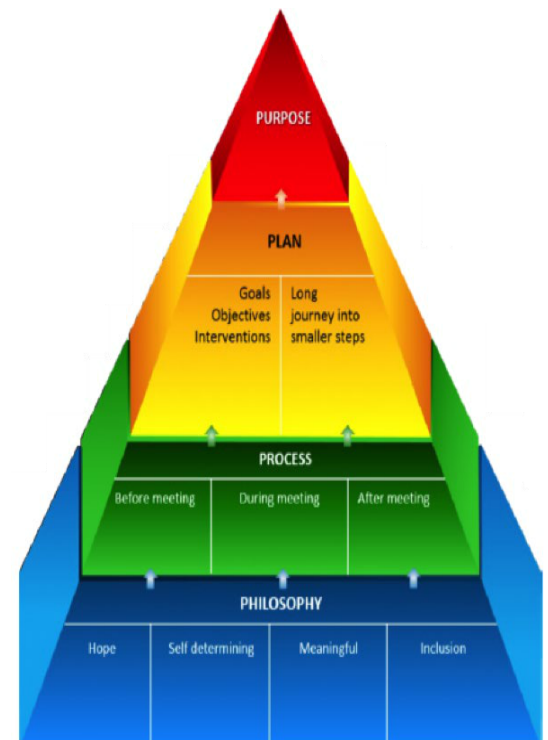 PURPOSE
PLAN
Goals
Objectives
Interventions
Long
journey into
smaller steps
PROCESS
Before meeting
During meeting
After meeting
PHILOSOPHY
Hope
Self determining
Meaningful
Inclusion